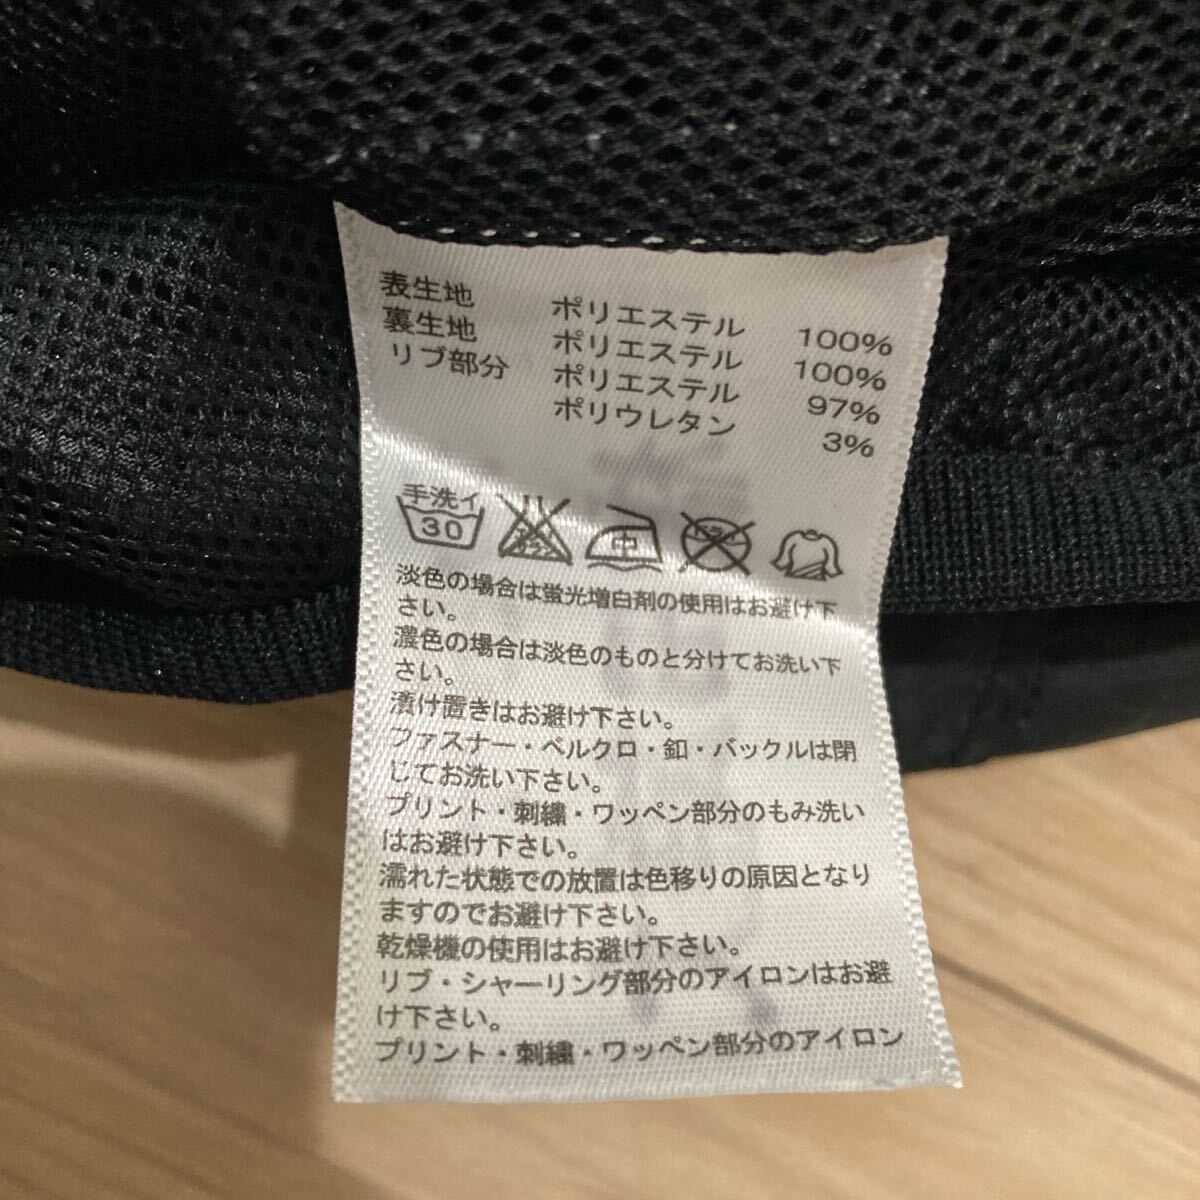 表生地 ポリエステル 100%
裏生地 ポリエステル 100%
リブ部分 ポリエステル 97%
ポリウレタン 3%
手洗イ
30
中
淡色の場合は蛍光増白剤の使用はお避け下
さい。
濃色の場合は淡色のものと分けてお洗い下
さい。
漬け置きはお避け下さい。
ファスナー・ベルクロ・釦・バックルは閉
じてお洗い下さい。
プリント・刺繍・ワッペン部分のもみ洗い
はお避け下さい。
濡れた状態での放置は色移りの原因となり
ますのでお避け下さい。
乾燥機の使用はお避け下さい。
リブ・シャーリング部分のアイロンはお避
け下さい。
プリント・刺繍・ワッペン部分のアイロン